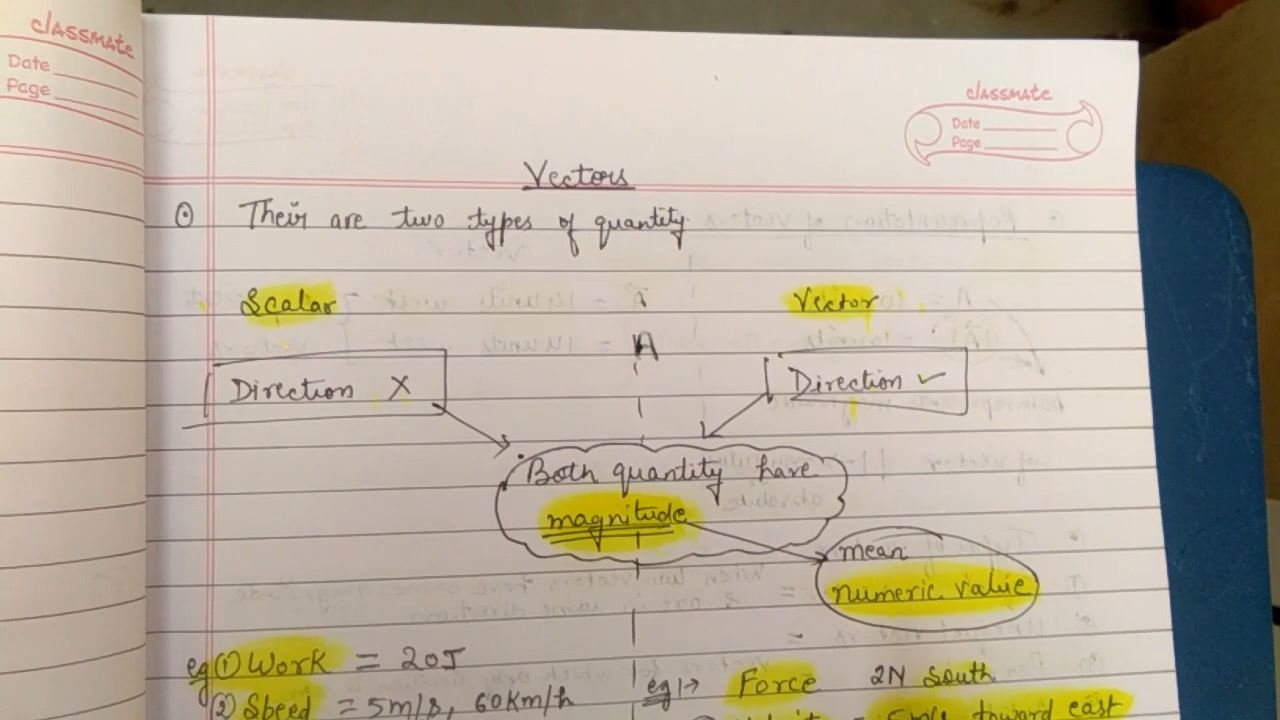 classmate
Date
Page
classmate
Date
Page
Vectors
Their are two types of quantity
Scalar
Vector
A
Direction X
Direction ✓
Both quantity have
magnitude
mean
numeric value
eg ① Work = 20J
② Speed = 5m/s, 60Km/h
eg 1→ Force 2N South
= 5m/s toward east